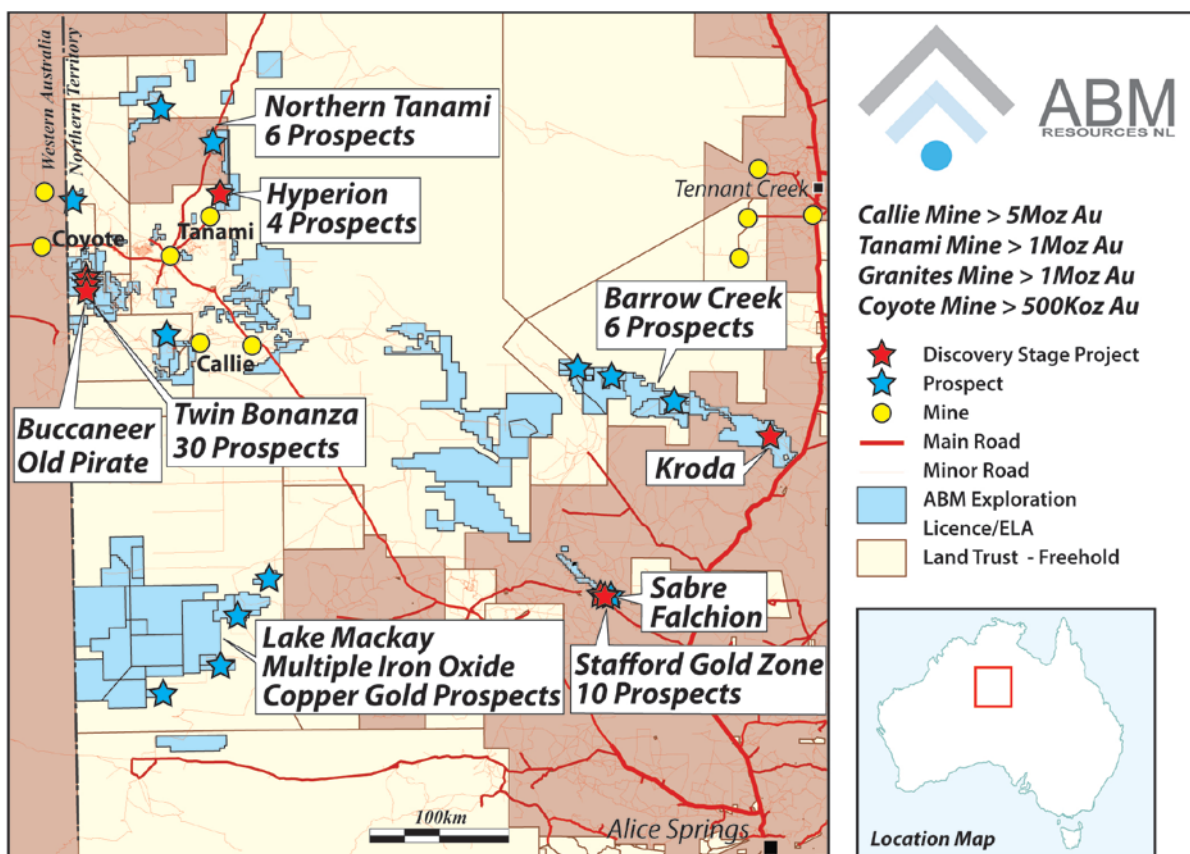 Western Australia
Northern Territory
Northern Tanami
6 Prospects
Hyperion
4 Prospects
Tanami
Coyote
Callie
Buccaneer
Old Pirate
Twin Bonanza
30 Prospects
Tennant Creek
Barrow Creek
6 Prospects
Kroda
Sabre
Falchion
Stafford Gold Zone
10 Prospects
Lake Mackay
Multiple Iron Oxide
Copper Gold Prospects
100km
Alice Springs
ABM
RESOURCES NL
Callie Mine > 5Moz Au
Tanami Mine > 1Moz Au
Granites Mine > 1Moz Au
Coyote Mine > 500Koz Au
Discovery Stage Project
Prospect
Mine
Main Road
Minor Road
ABM Exploration
Licence/ELA
Land Trust - Freehold
Location Map